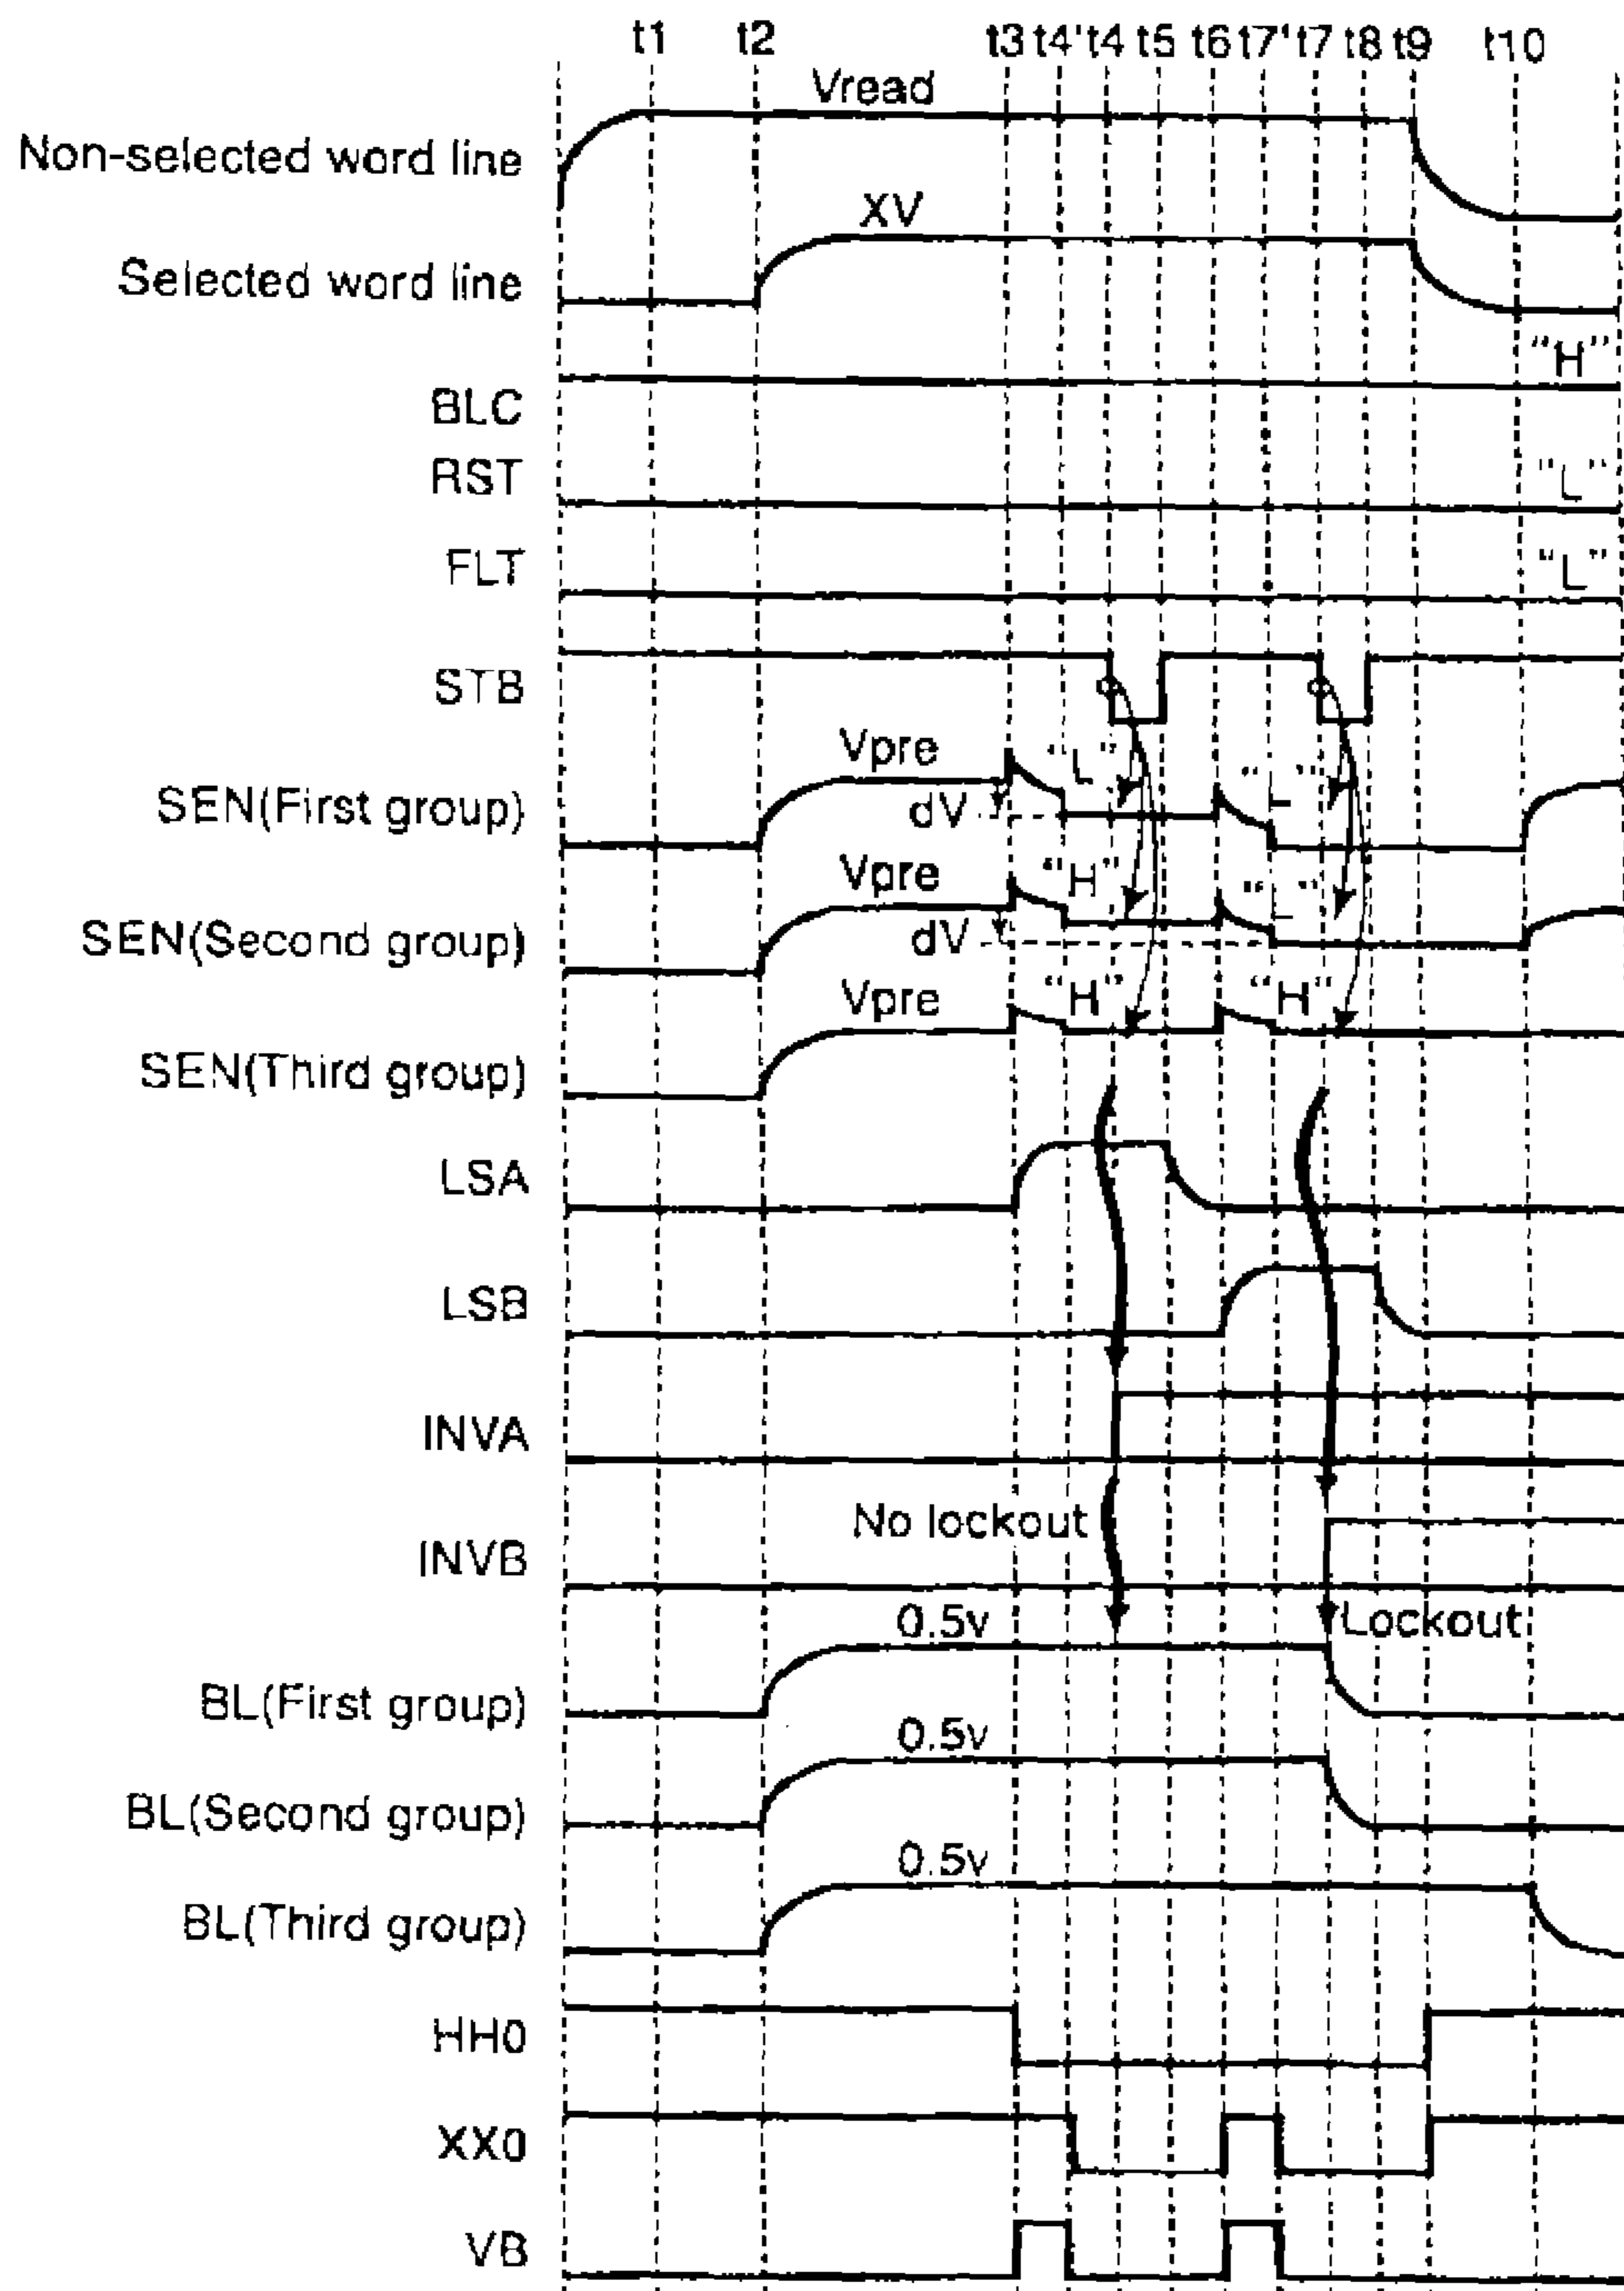 t1 t2 t3 t4' t4 t5 t6 t7' t7 t8 t9 t10
Vread
Non-selected word line
XV
Selected word line
"H"
BLC
"L"
RST
"L"
FLT
STB
Vpre "L" "L"
SEN(First group)
dV
Vpre "H" "L"
SEN(Second group)
dV
Vpre "H" "H"
SEN(Third group)
LSA
LSB
INVA
No lockout
INVB
0.5v Lockout
BL(First group)
0.5v
BL(Second group)
0.5v
BL(Third group)
HH0
XX0
VB